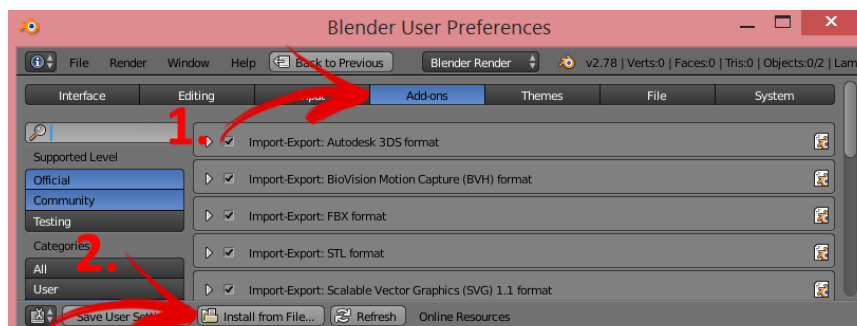 Blender User Preferences
File Render Window Help Back to Previous Blender Render v2.78 | Verts:0 | Faces:0 | Tris:0 | Objects:0/2 | Lam
Interface Editing Add-ons Themes File System
1.
Import-Export: Autodesk 3DS format
Supported Level
Official
Import-Export: BioVision Motion Capture (BVH) format
Community
Testing
Import-Export: FBX format
Categories
2.
Import-Export: STL format
All
User
Import-Export: Scalable Vector Graphics (SVG) 1.1 format
Save User Install from File... Refresh Online Resources